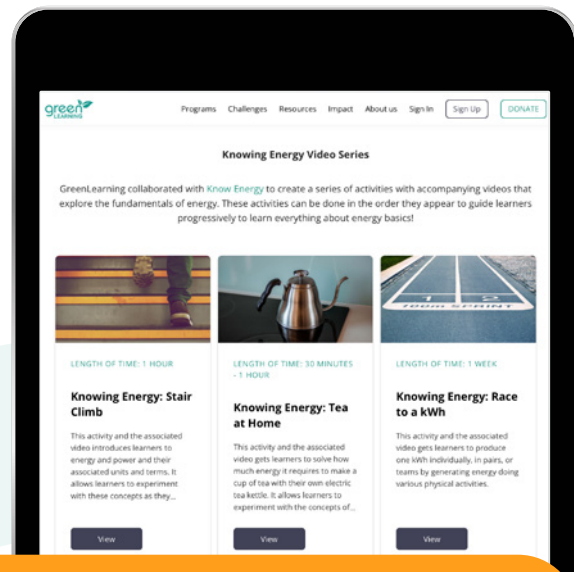 green
LEARNING
Programs Challenges Resources Impact About us Sign In Sign Up DONATE
Knowing Energy Video Series
GreenLearning collaborated with Know Energy to create a series of activities with accompanying videos that
explore the fundamentals of energy. These activities can be done in the order they appear to guide learners
progressively to learn everything about energy basics!
1 2
100m SPRINT
LENGTH OF TIME: 1 HOUR
Knowing Energy: Stair
Climb
This activity and the associated
video introduces learners to
energy and power and their
associated units and terms. It
allows learners to experiment
with these concepts as they...
View
LENGTH OF TIME: 30 MINUTES
- 1 HOUR
Knowing Energy: Tea
at Home
This activity and the associated
video gets learners to solve how
much energy it requires to make a
cup of tea with their own electric
tea kettle. It allows learners to
experiment with the concepts of...
View
LENGTH OF TIME: 1 WEEK
Knowing Energy: Race
to a kWh
This activity and the associated
video gets learners to produce
one kWh individually, in pairs, or
teams by generating energy doing
various physical activities.
View